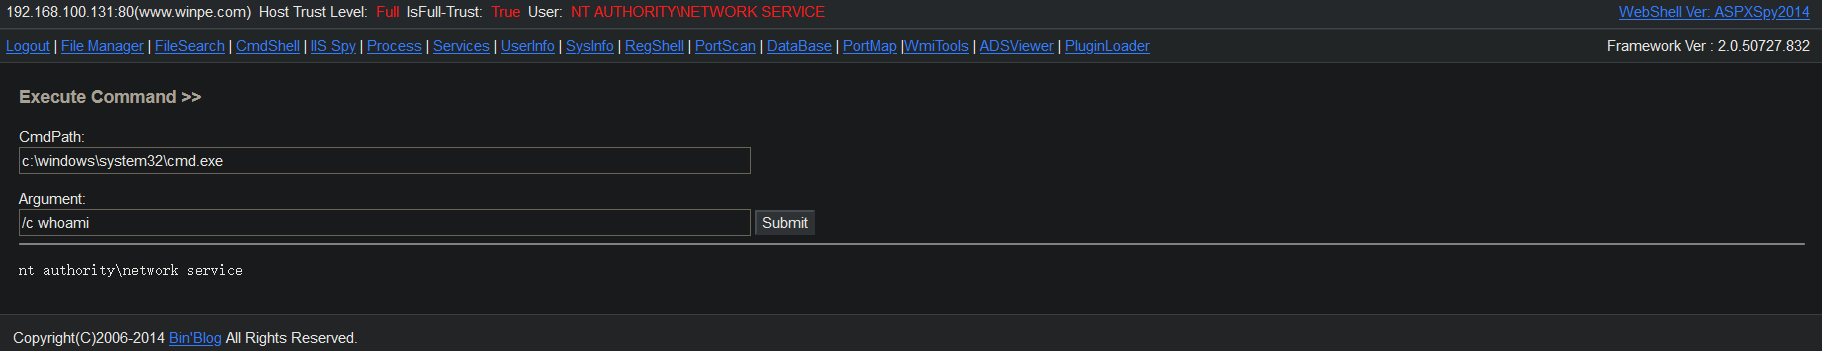 192.168.100.131:80(www.winpe.com) Host Trust Level: Full IsFull-Trust: True User: NT AUTHORITY\NETWORK SERVICE WebShell Ver: ASPXSpy2014
Logout | File Manager | FileSearch | CmdShell | IIS Spy | Process | Services | UserInfo | SysInfo | RegShell | PortScan | DataBase | PortMap |WmiTools | ADSViewer | PluginLoader Framework Ver : 2.0.50727.832
Execute Command >>
CmdPath:
c:\windows\system32\cmd.exe
Argument:
/c whoami Submit
nt authority\network service
Copyright(C)2006-2014 Bin'Blog All Rights Reserved.